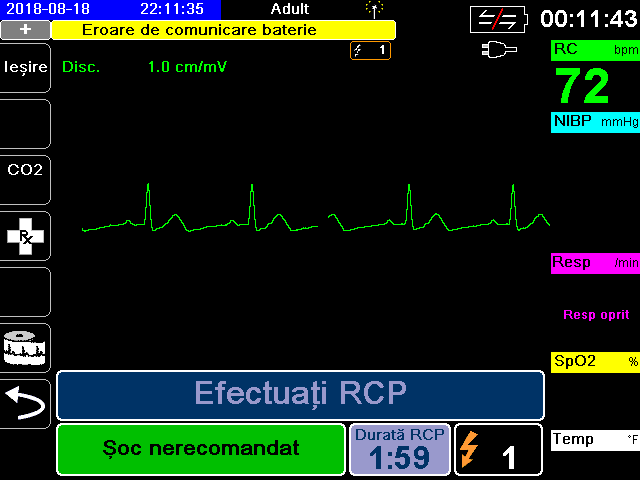 2018-08-18 22:11:35 Adult 00:11:43
+ Eroare de comunicare baterie
1
Ieșire Disc. 1.0 cm/mV
RC bpm
72
NIBP mmHg
CO2
Rx
Resp /min
Resp oprit
SpO2 %
Efectuați RCP
Șoc nerecomandat
Durată RCP
1:59
1
Temp °F